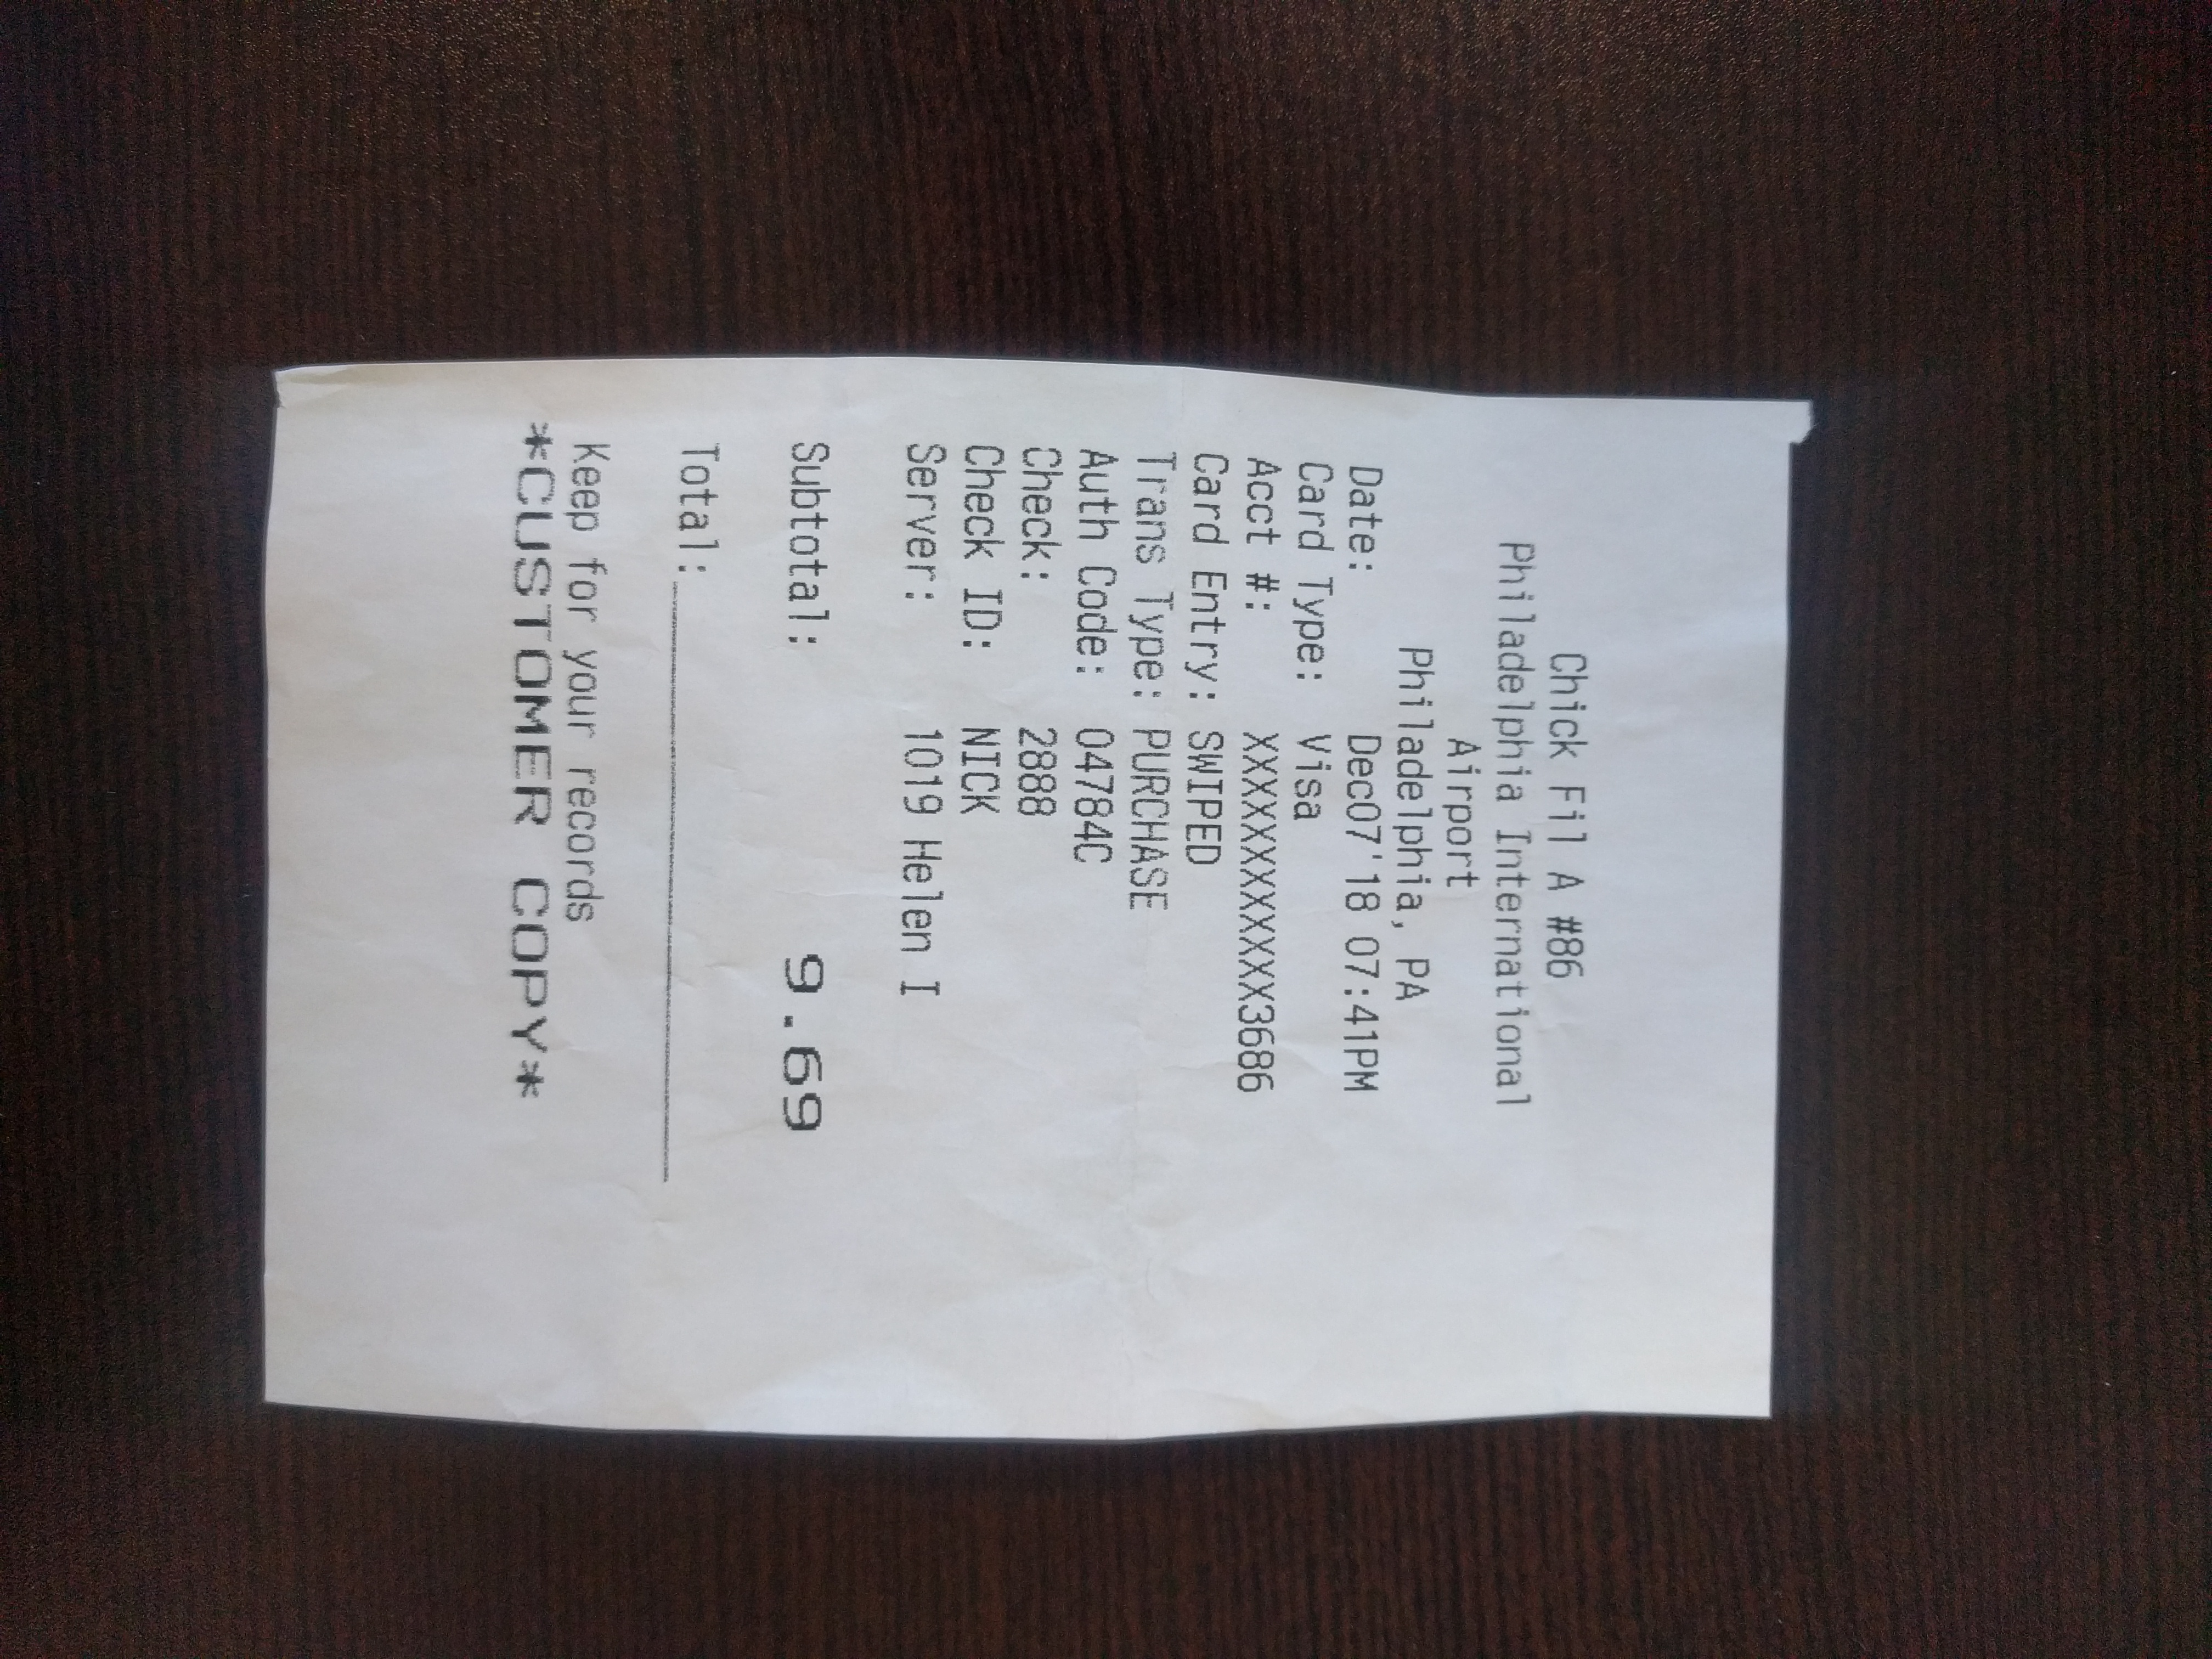 Chick Fil A #86
Philadelphia International
Airport
Philadelphia, PA
Date: Dec07'18 07:41PM
Card Type: Visa
Acct #: XXXXXXXXXXXX3686
Card Entry: SWIPED
Trans Type: PURCHASE
Auth Code: 04784C
Check: 2888
Check ID: NICK
Server: 1019 Helen I
Subtotal: 9.69
Total:
Keep for your records
*CUSTOMER COPY*